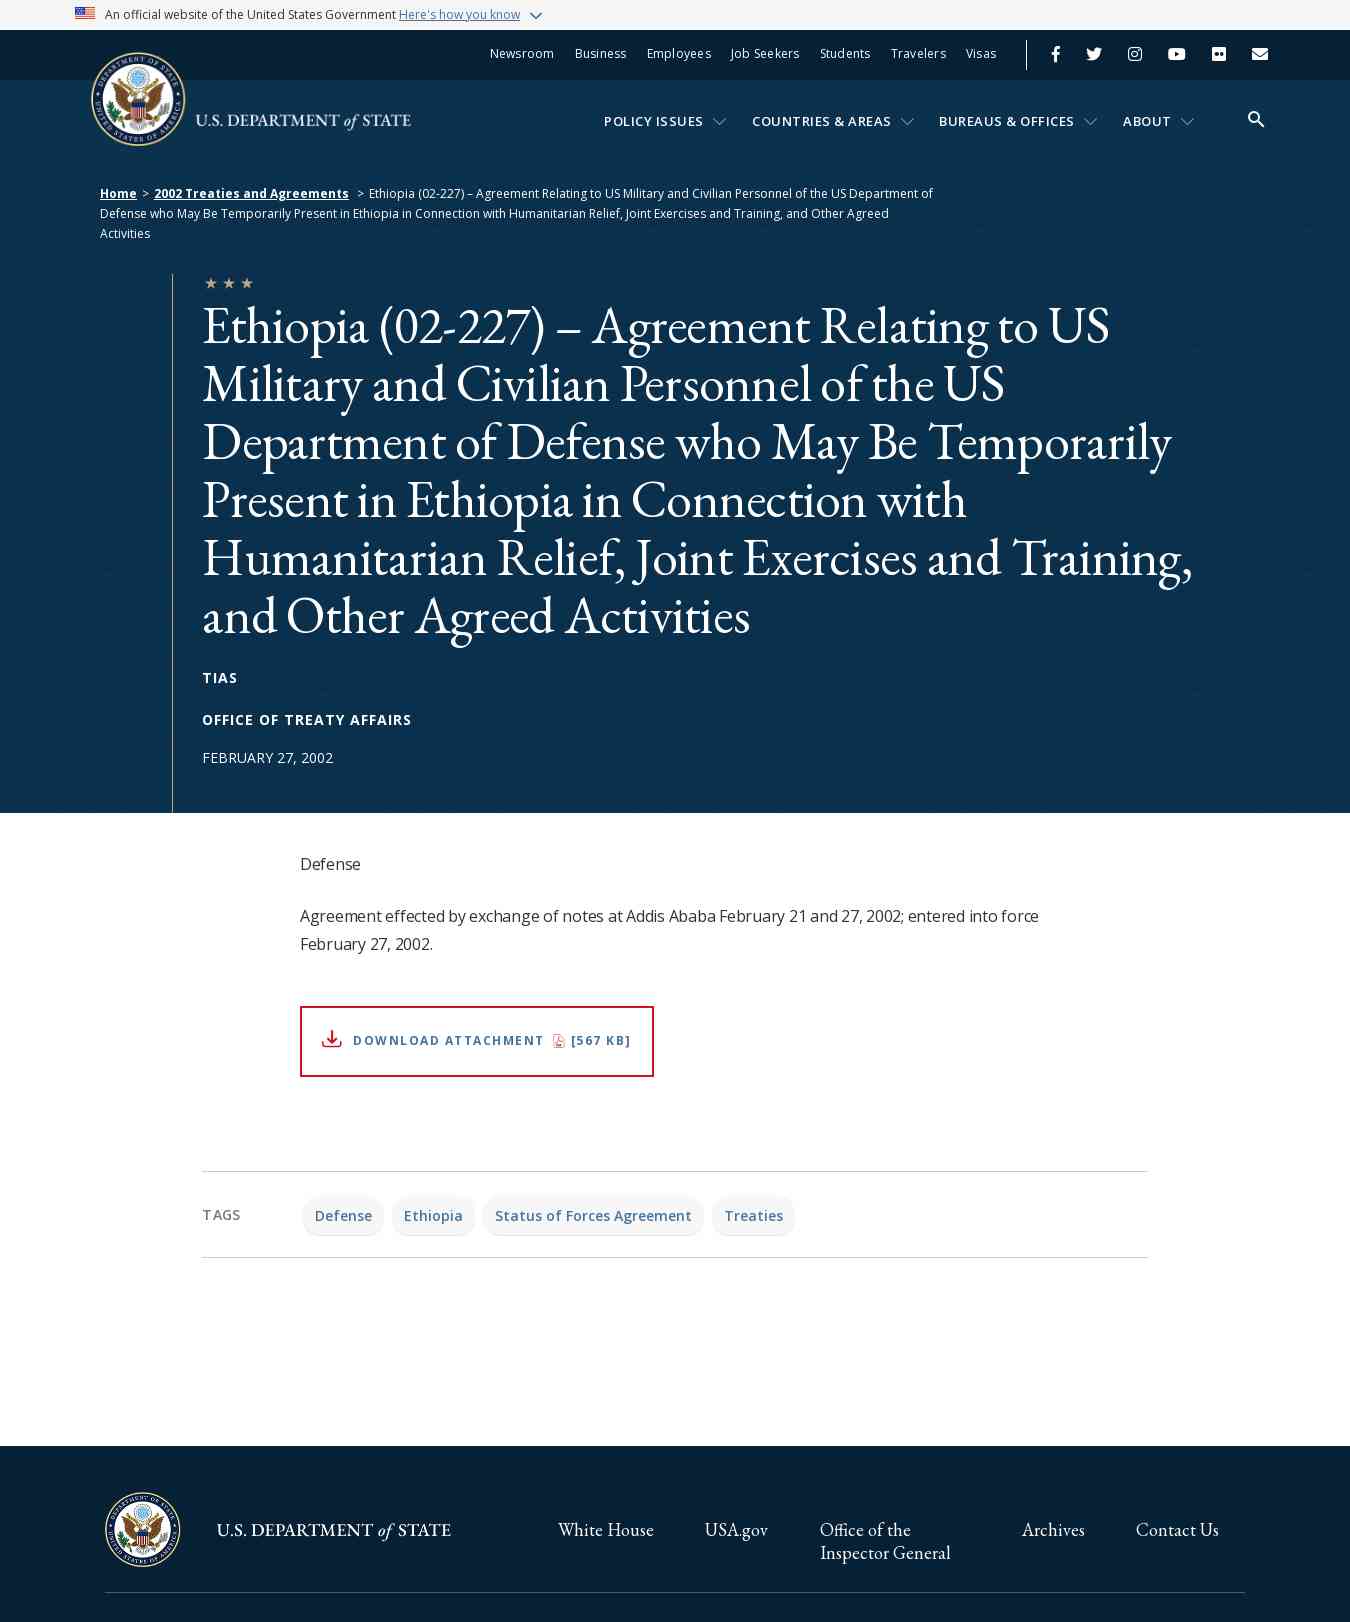 An official website of the United States Government Here's how you know
Newsroom Business Employees Job Seekers Students Travelers Visas
U.S. DEPARTMENT of STATE
POLICY ISSUES COUNTRIES & AREAS BUREAUS & OFFICES ABOUT
Home > 2002 Treaties and Agreements > Ethiopia (02-227) – Agreement Relating to US Military and Civilian Personnel of the US Department of
Defense who May Be Temporarily Present in Ethiopia in Connection with Humanitarian Relief, Joint Exercises and Training, and Other Agreed
Activities
Ethiopia (02-227) – Agreement Relating to US
Military and Civilian Personnel of the US
Department of Defense who May Be Temporarily
Present in Ethiopia in Connection with
Humanitarian Relief, Joint Exercises and Training,
and Other Agreed Activities
TIAS
OFFICE OF TREATY AFFAIRS
FEBRUARY 27, 2002
Defense
Agreement effected by exchange of notes at Addis Ababa February 21 and 27, 2002; entered into force
February 27, 2002.
DOWNLOAD ATTACHMENT [567 KB]
TAGS Defense Ethiopia Status of Forces Agreement Treaties
U.S. DEPARTMENT of STATE
White House USA.gov Office of the Archives Contact Us
Inspector General